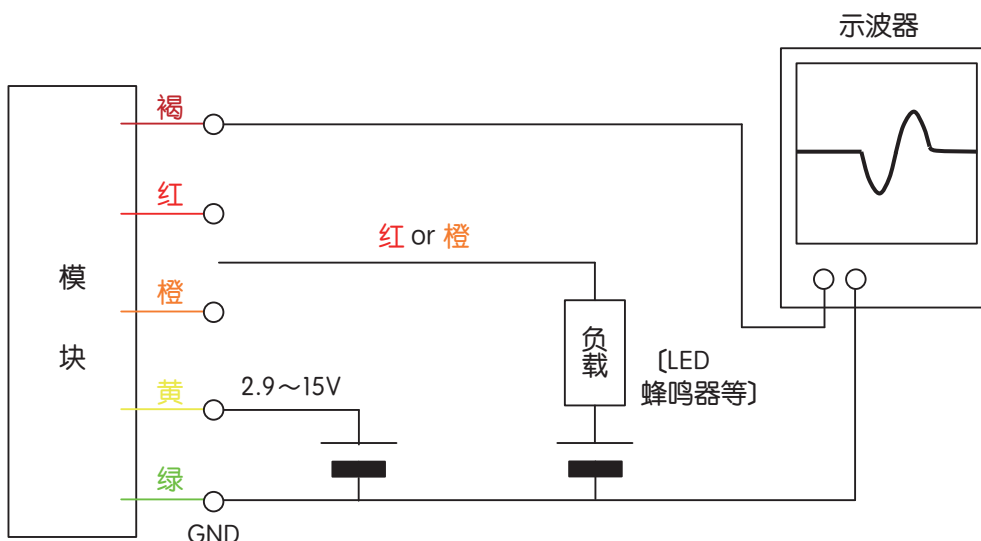 示波器
褐
红
红 or 橙
模
块
橙
负
载
〔LED
蜂鸣器等〕
黄
2.9～15V
绿
GND